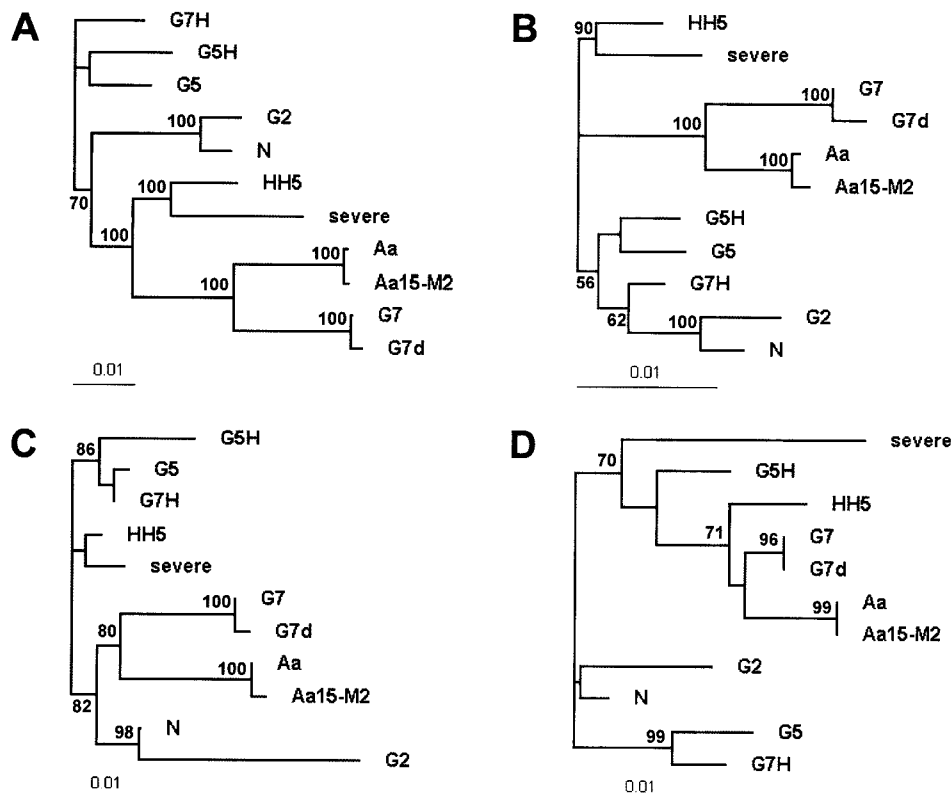 A
G7H
G5H
G5
100
G2
N
70
100
HH5
severe
100
100
100
Aa
Aa15-M2
100
G7
G7d
0.01
B
90
HH5
severe
100
G7
G7d
100
100
Aa
Aa15-M2
G5H
G5
56
G7H
62
100
G2
N
0.01
C
86
G5H
G5
G7H
HH5
severe
100
G7
G7d
80
100
Aa
Aa15-M2
82
98
N
G2
0.01
D
severe
70
G5H
HH5
71
96
G7
G7d
99
Aa
Aa15-M2
G2
N
99
G5
G7H
0.01